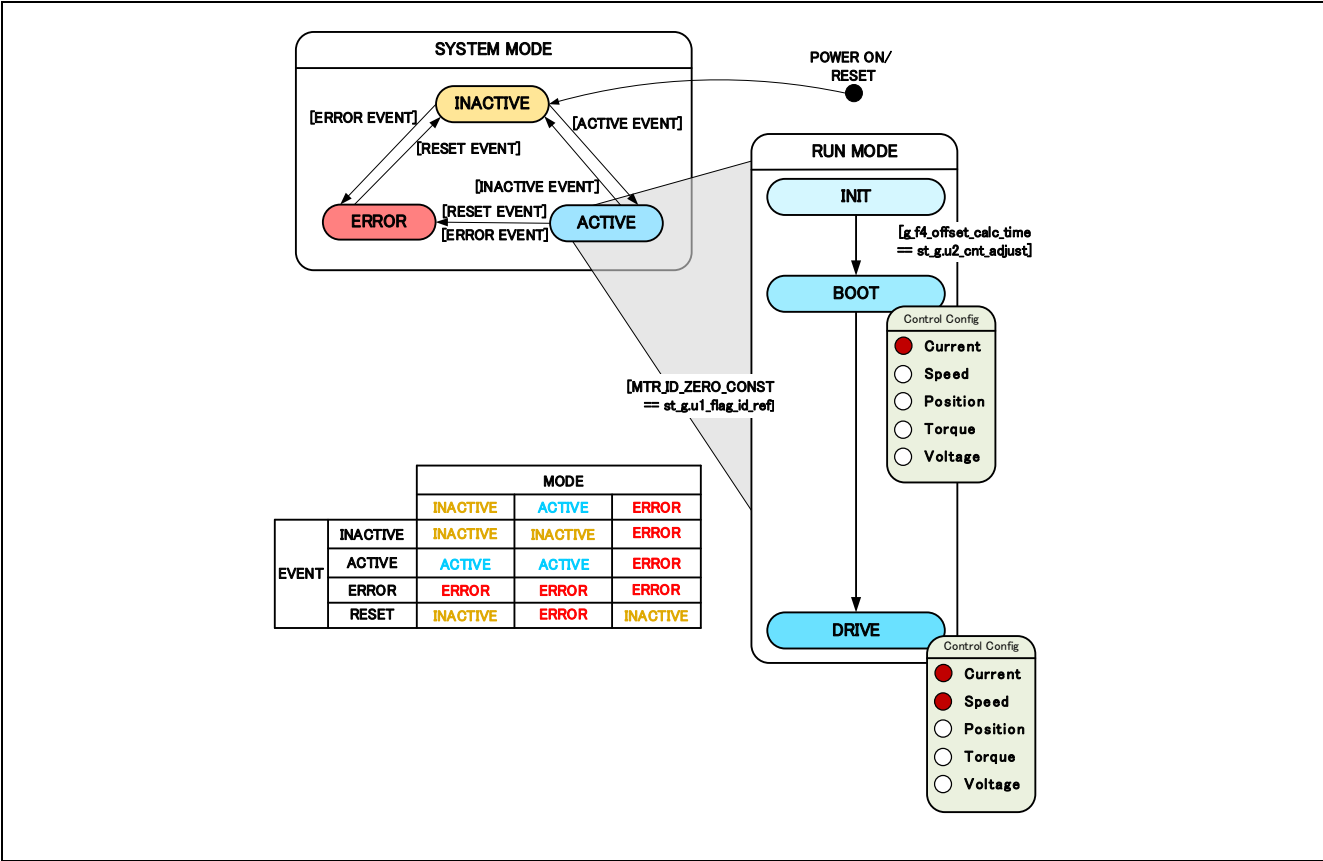 SYSTEM MODE
POWER ON/
RESET
INACTIVE
[ERROR EVENT]
[ACTIVE EVENT]
[RESET EVENT]
[INACTIVE EVENT]
ERROR
[RESET EVENT]
[ERROR EVENT]
ACTIVE
RUN MODE
INIT
[g_f4_offset_calc_time
== st_g.u2_cnt_adjust]
BOOT
Control Config
Current
Speed
Position
Torque
Voltage
[MTR_ID_ZERO_CONST
== st_g.u1_flag_id_ref]
DRIVE
Control Config
Current
Speed
Position
Torque
Voltage
MODE
INACTIVE ACTIVE ERROR
EVENT
INACTIVE INACTIVE INACTIVE ERROR
ACTIVE ACTIVE ACTIVE ERROR
ERROR ERROR ERROR ERROR
RESET INACTIVE ERROR INACTIVE